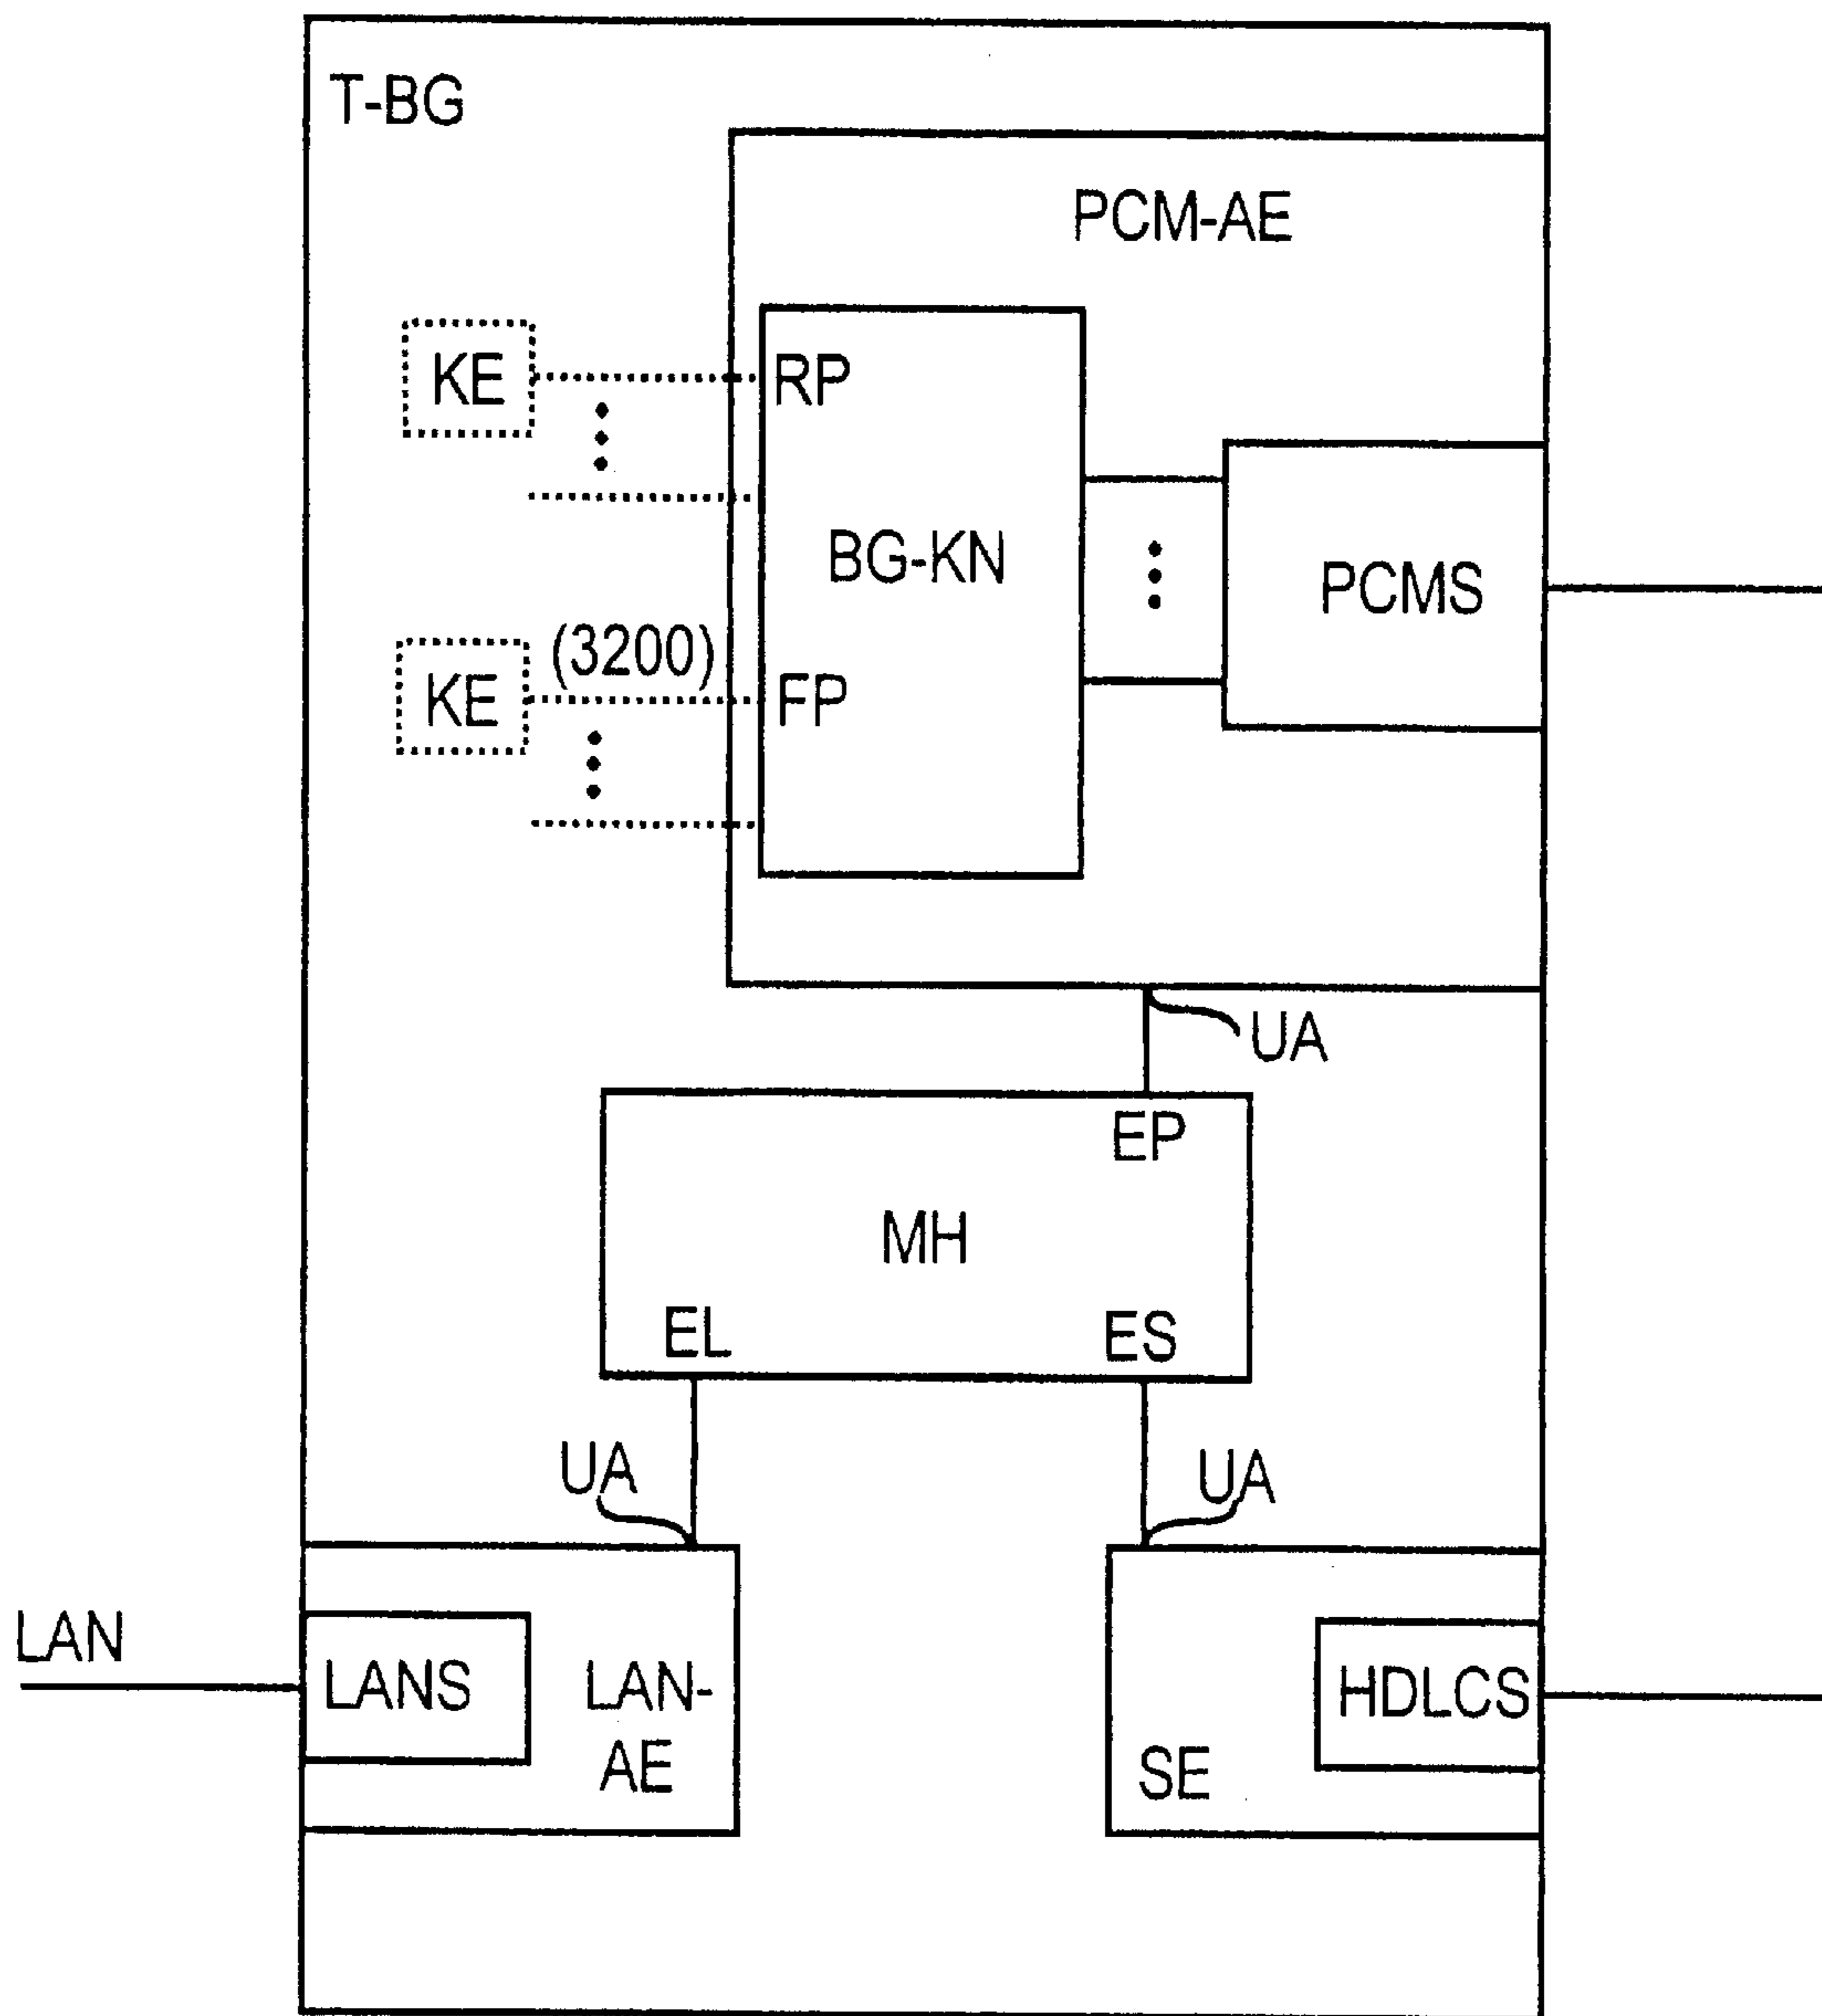 T-BG
PCM-AE
KE
RP
BG-KN
PCMS
(3200)
KE
FP
UA
EP
MH
EL
ES
UA
UA
LAN
LANS
LAN-
AE
HDLCS
SE